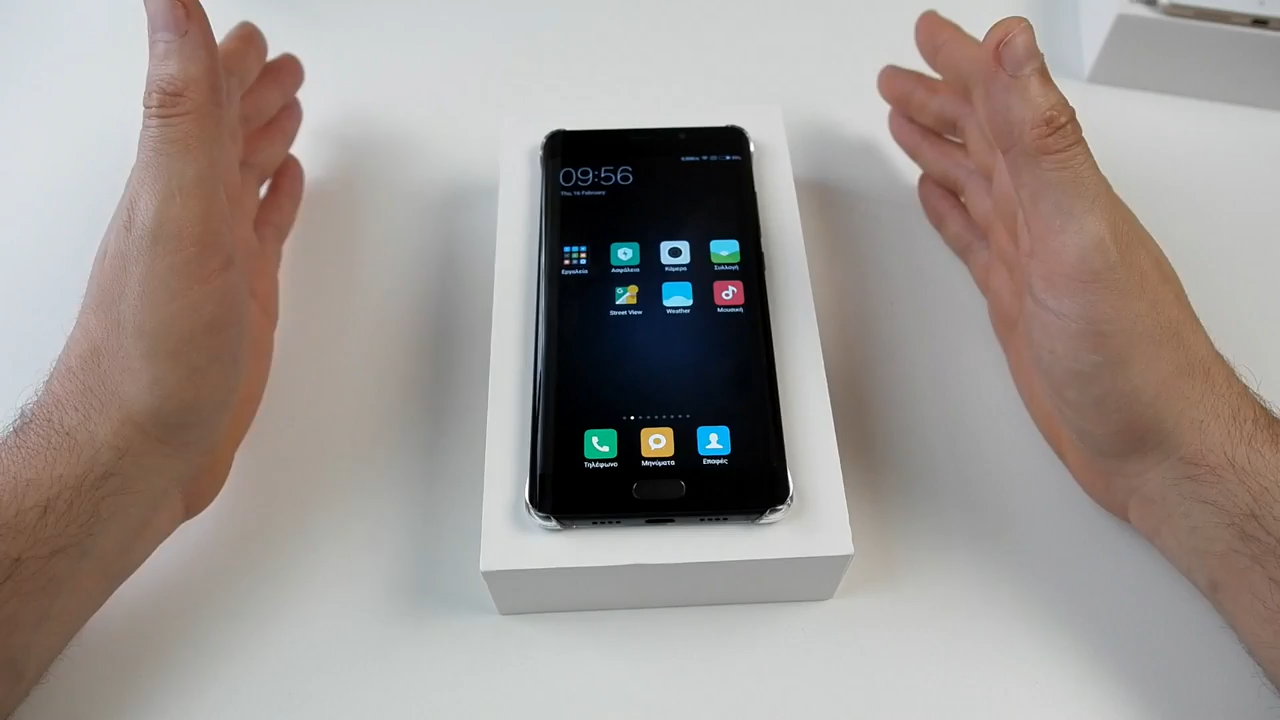 09:56
Thu, 16 February
Εργαλεία
Ασφάλεια
Κάμερα
Συλλογή
Street View
Weather
Μουσική
Τηλέφωνο
Μηνύματα
Επαφές